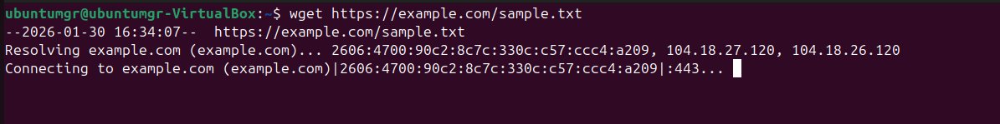 ubuntumgr@ubuntumgr-VirtualBox:~$ wget https://example.com/sample.txt
--2026-01-30 16:34:07--  https://example.com/sample.txt
Resolving example.com (example.com)... 2606:4700:90c2:8c7c:330c:c57:ccc4:a209, 104.18.27.120, 104.18.26.120
Connecting to example.com (example.com)|2606:4700:90c2:8c7c:330c:c57:ccc4:a209|:443...